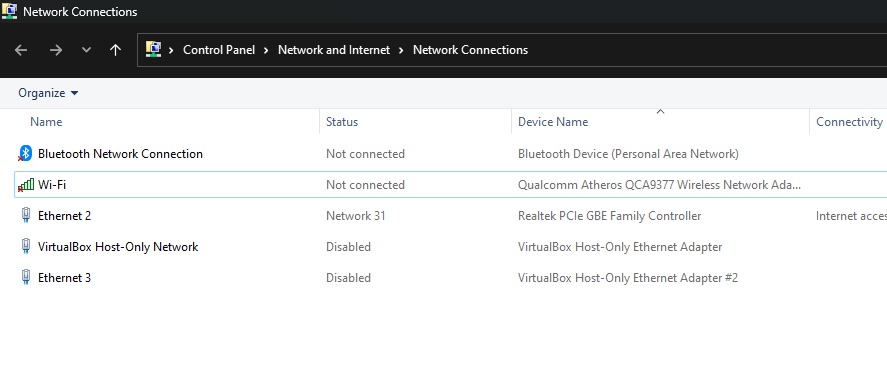 Network Connections
Control Panel Network and Internet Network Connections
Organize
Name Status Device Name Connectivity
Bluetooth Network Connection Not connected Bluetooth Device (Personal Area Network)
Wi-Fi Not connected Qualcomm Atheros QCA9377 Wireless Network Ada...
Ethernet 2 Network 31 Realtek PCIe GBE Family Controller Internet acces
VirtualBox Host-Only Network Disabled VirtualBox Host-Only Ethernet Adapter
Ethernet 3 Disabled VirtualBox Host-Only Ethernet Adapter #2